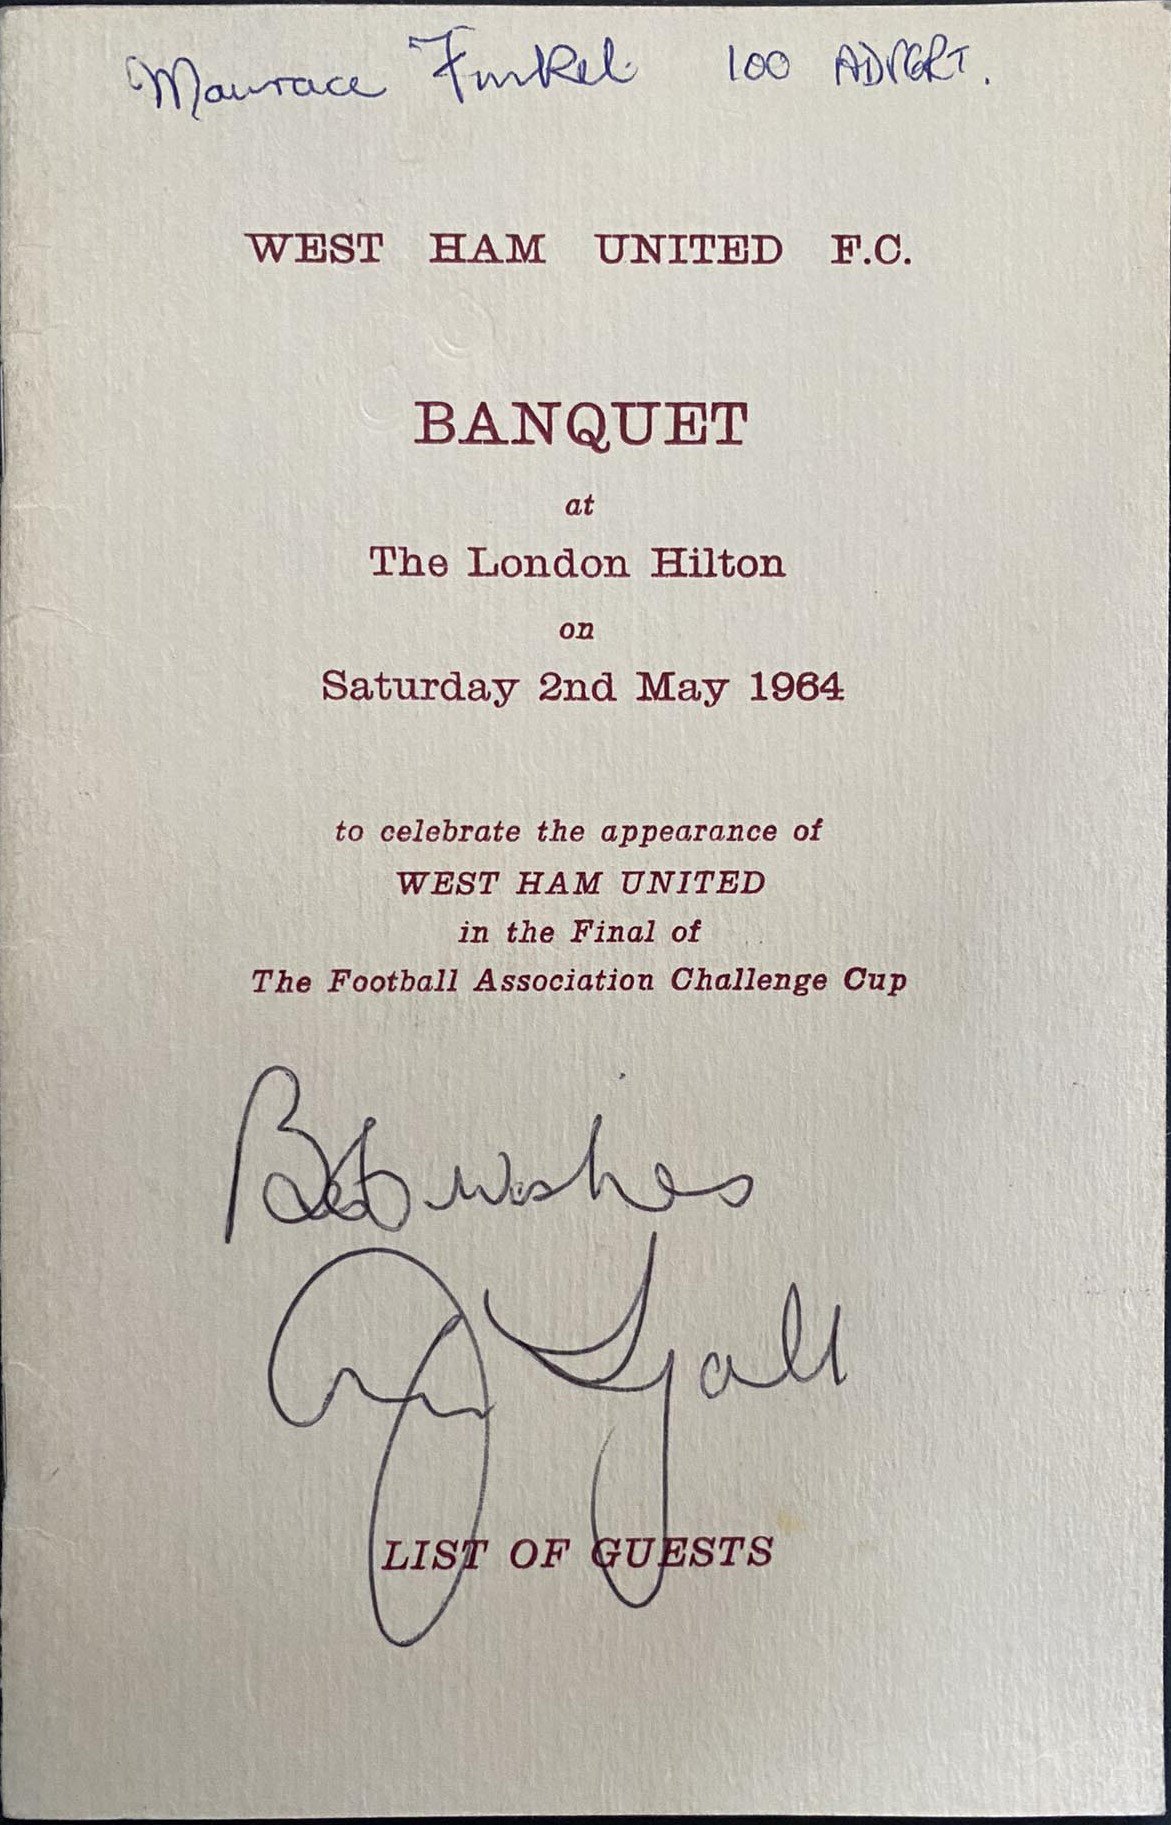 Maurace Finkel 100 ADVERT.
WEST HAM UNITED F.C.
BANQUET
at
The London Hilton
on
Saturday 2nd May 1964
to celebrate the appearance of
WEST HAM UNITED
in the Final of
The Football Association Challenge Cup
Best wishes
John Lyall
LIST OF GUESTS